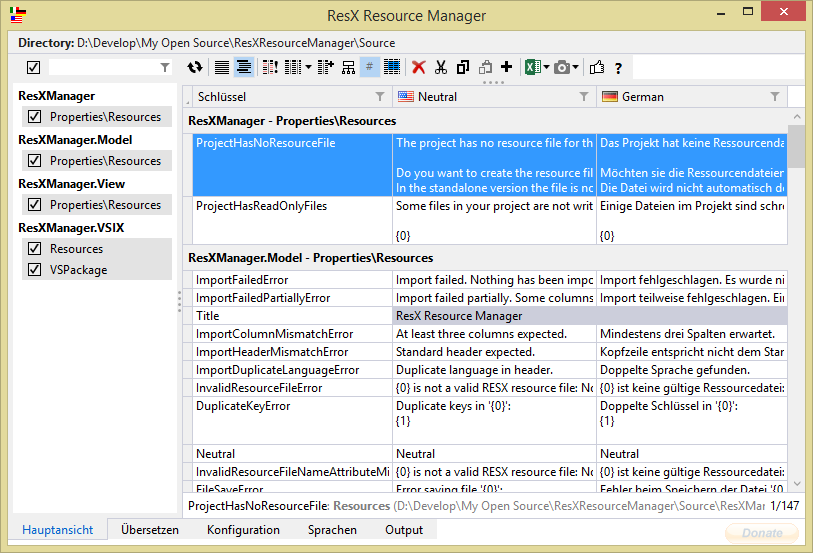 ResX Resource Manager
Directory: D:\Develop\My Open Source\ResXResourceManager\Source
# ?
ResXManager
Properties\Resources
ResXManager.Model
Properties\Resources
ResXManager.View
Properties\Resources
ResXManager.VSIX
Resources
VSPackage
Schlüssel Neutral German
ResXManager - Properties\Resources
ProjectHasNoResourceFile The project has no resource file for th Das Projekt hat keine Ressourcenda
Do you want to create the resource fil Möchten sie die Ressourcendateien
In the standalone version the file is no Die Datei wird nicht automatisch de
ProjectHasReadOnlyFiles Some files in your project are not writ Einige Dateien im Projekt sind schre
{0} {0}
ResXManager.Model - Properties\Resources
ImportFailedError Import failed. Nothing has been impo Import fehlgeschlagen. Es wurde ni
ImportFailedPartiallyError Import failed partially. Some columns Import teilweise fehlgeschlagen. Ein
Title ResX Resource Manager
ImportColumnMismatchError At least three columns expected. Mindestens drei Spalten erwartet.
ImportHeaderMismatchError Standard header expected. Kopfzeile entspricht nicht dem Star
ImportDuplicateLanguageError Duplicate language in header. Doppelte Sprache gefunden.
InvalidResourceFileError {0} is not a valid RESX resource file: No {0} ist keine gültige Ressourcedatei:
DuplicateKeyError Duplicate keys in '{0}': Doppelte Schlüssel in '{0}':
{1} {1}
Neutral Neutral Neutral
InvalidResourceFileNameAttributeMi {0} is not a valid RESX resource file: No {0} ist keine gültige Ressourcedatei:
FileSaveError Error saving file '{0}': Fehler beim Speichern der Datei '{0
ProjectHasNoResourceFile: Resources (D:\Develop\My Open Source\ResXResourceManager\Source\ResXMar 1/147
Hauptansicht Übersetzen Konfiguration Sprachen Output Donate